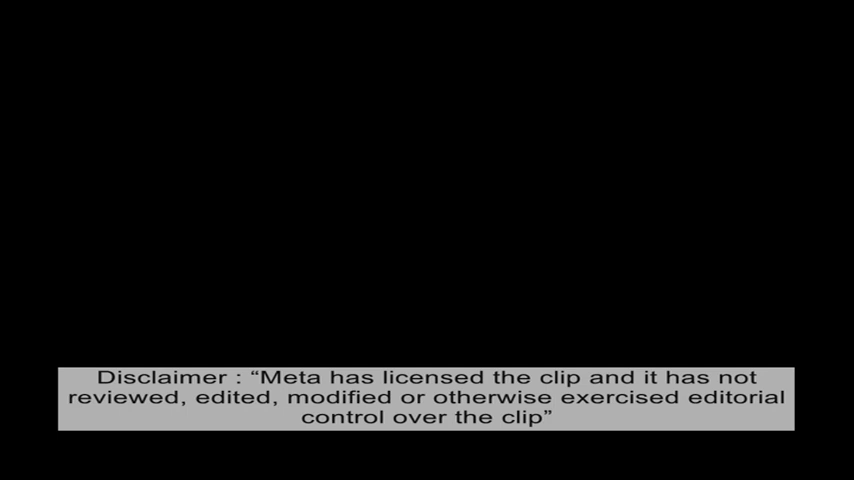 Disclaimer : “Meta has licensed the clip and it has not
reviewed, edited, modified or otherwise exercised editorial
control over the clip”